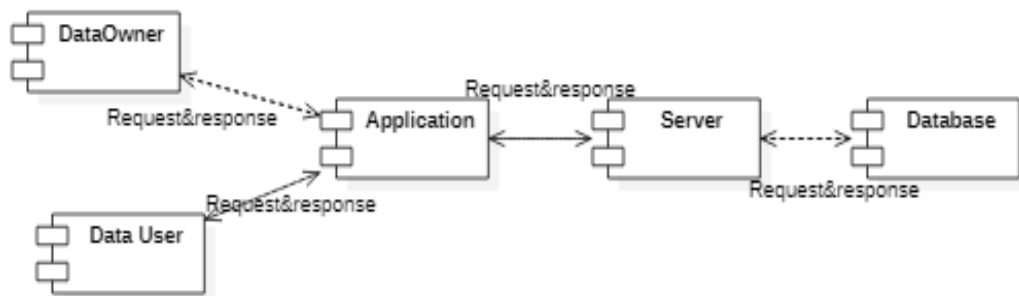 DataOwner
Request&response
Request&response
Application
Server
Database
Request&response
Request&response
Data User